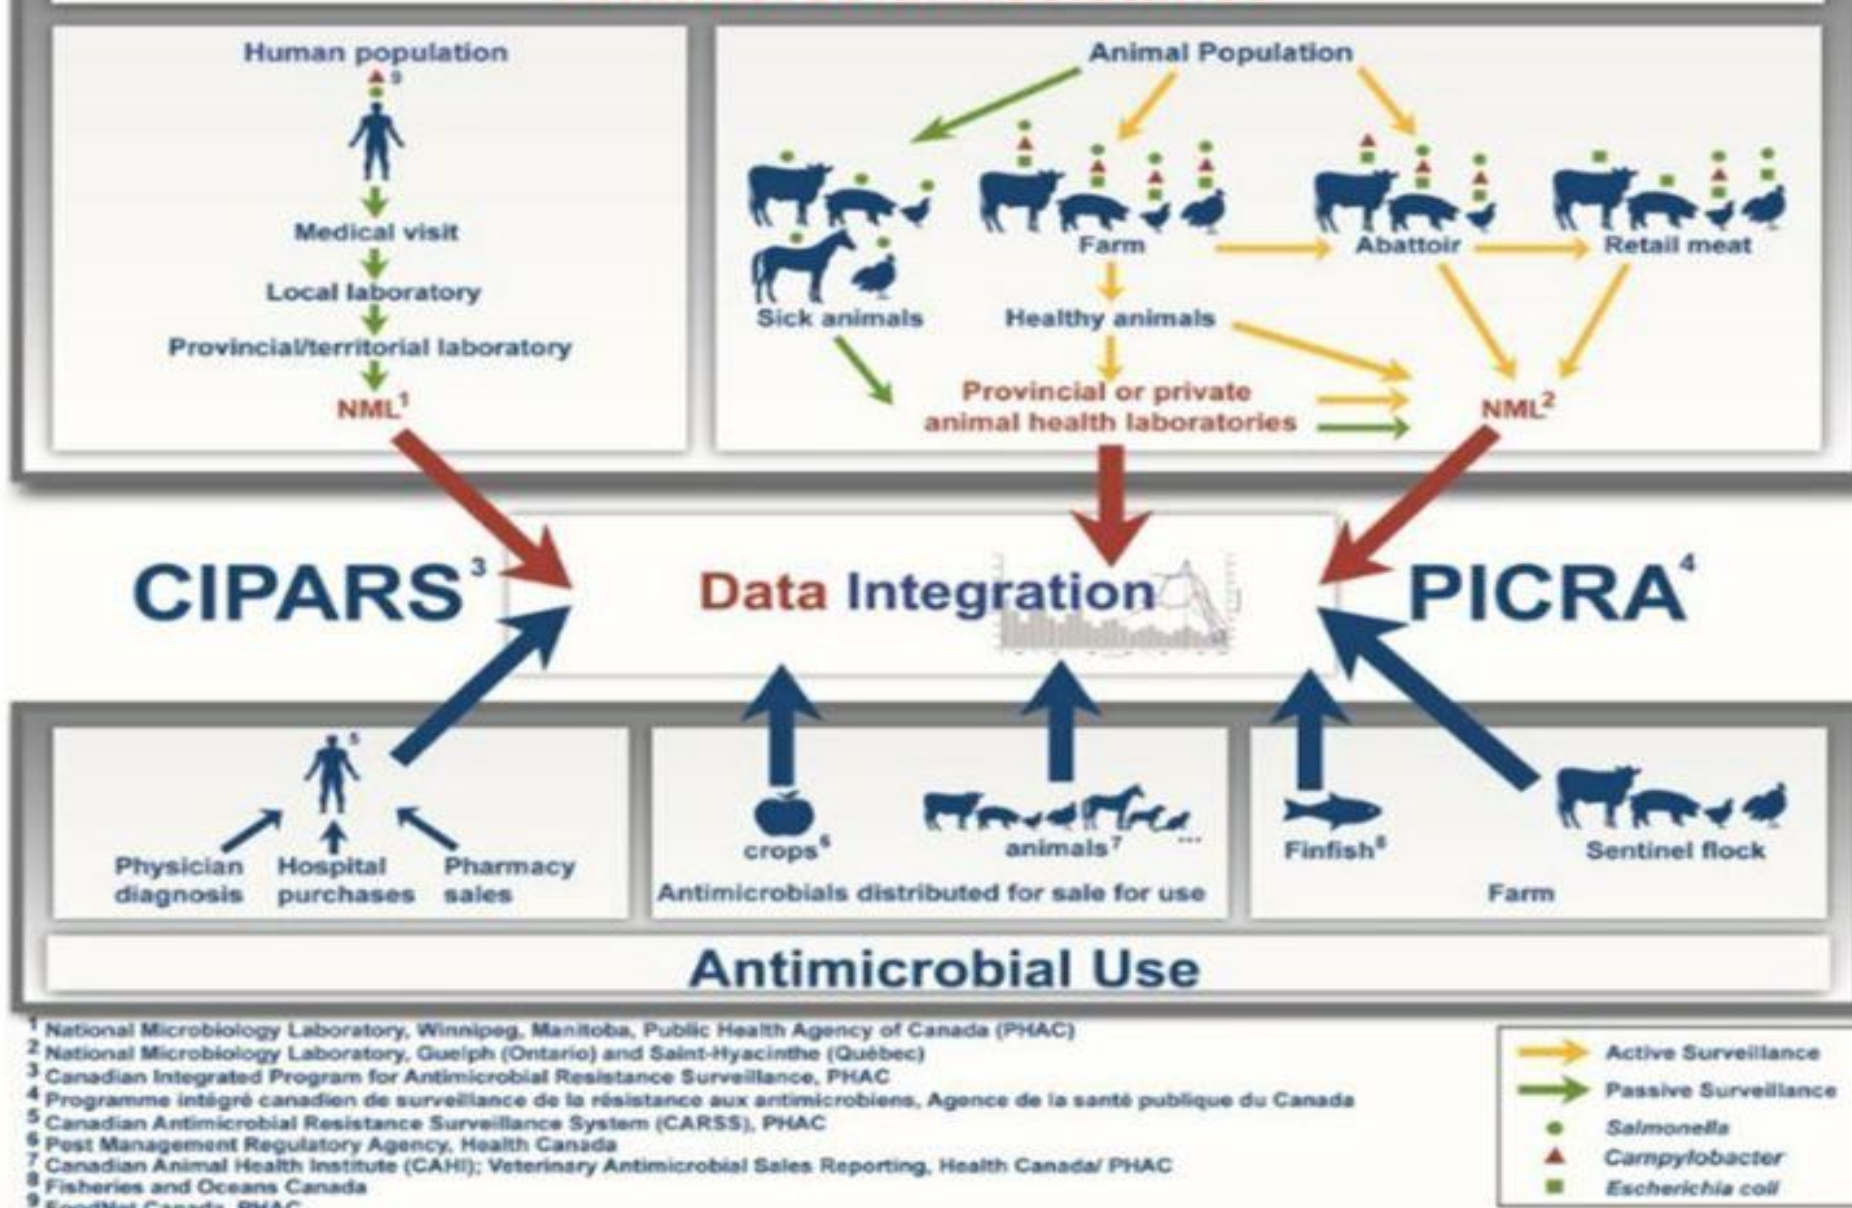 Human population
9
Medical visit
Local laboratory
Provincial/territorial laboratory
NML1
Animal Population
Sick animals
Farm
Abattoir
Retail meat
Healthy animals
Provincial or private
animal health laboratories
NML2
CIPARS3
Data Integration
PICRA4
5
Physician
diagnosis
Hospital
purchases
Pharmacy
sales
crops6
animals7
...
Antimicrobials distributed for sale for use
Finfish8
Sentinel flock
Farm
Antimicrobial Use
1 National Microbiology Laboratory, Winnipeg, Manitoba, Public Health Agency of Canada (PHAC)
2 National Microbiology Laboratory, Guelph (Ontario) and Saint-Hyacinthe (Québec)
3 Canadian Integrated Program for Antimicrobial Resistance Surveillance, PHAC
4 Programme intégré canadien de surveillance de la résistance aux antimicrobiens, Agence de la santé publique du Canada
5 Canadian Antimicrobial Resistance Surveillance System (CARSS), PHAC
6 Pest Management Regulatory Agency, Health Canada
7 Canadian Animal Health Institute (CAHI); Veterinary Antimicrobial Sales Reporting, Health Canada/ PHAC
8 Fisheries and Oceans Canada
9 FoodNet Canada, PHAC
Active Surveillance
Passive Surveillance
Salmonella
Campylobacter
Escherichia coli